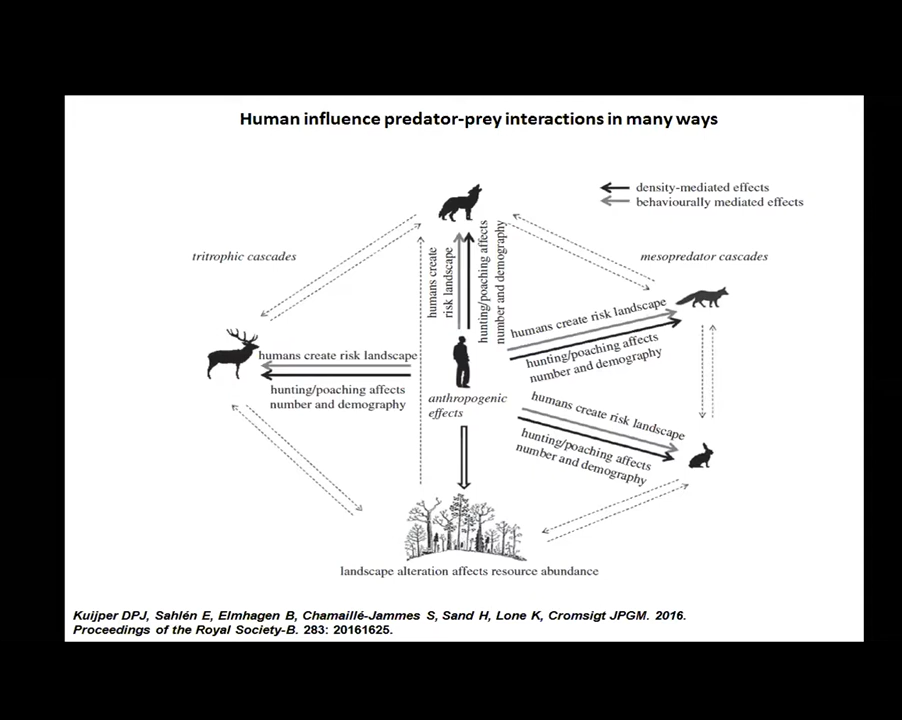 Human influence predator-prey interactions in many ways
density-mediated effects
behaviourally mediated effects
tritrophic cascades
mesopredator cascades
humans create
risk landscape
hunting/poaching affects
number and demography
humans create risk landscape
hunting/poaching affects
number and demography
humans create risk landscape
hunting/poaching affects
number and demography
anthropogenic
effects
humans create risk landscape
hunting/poaching affects
number and demography
landscape alteration affects resource abundance
Kuijper DPJ, Sahlén E, Elmhagen B, Chamaillé-Jammes S, Sand H, Lone K, Cromsigt JPGM. 2016.
Proceedings of the Royal Society-B. 283: 20161625.